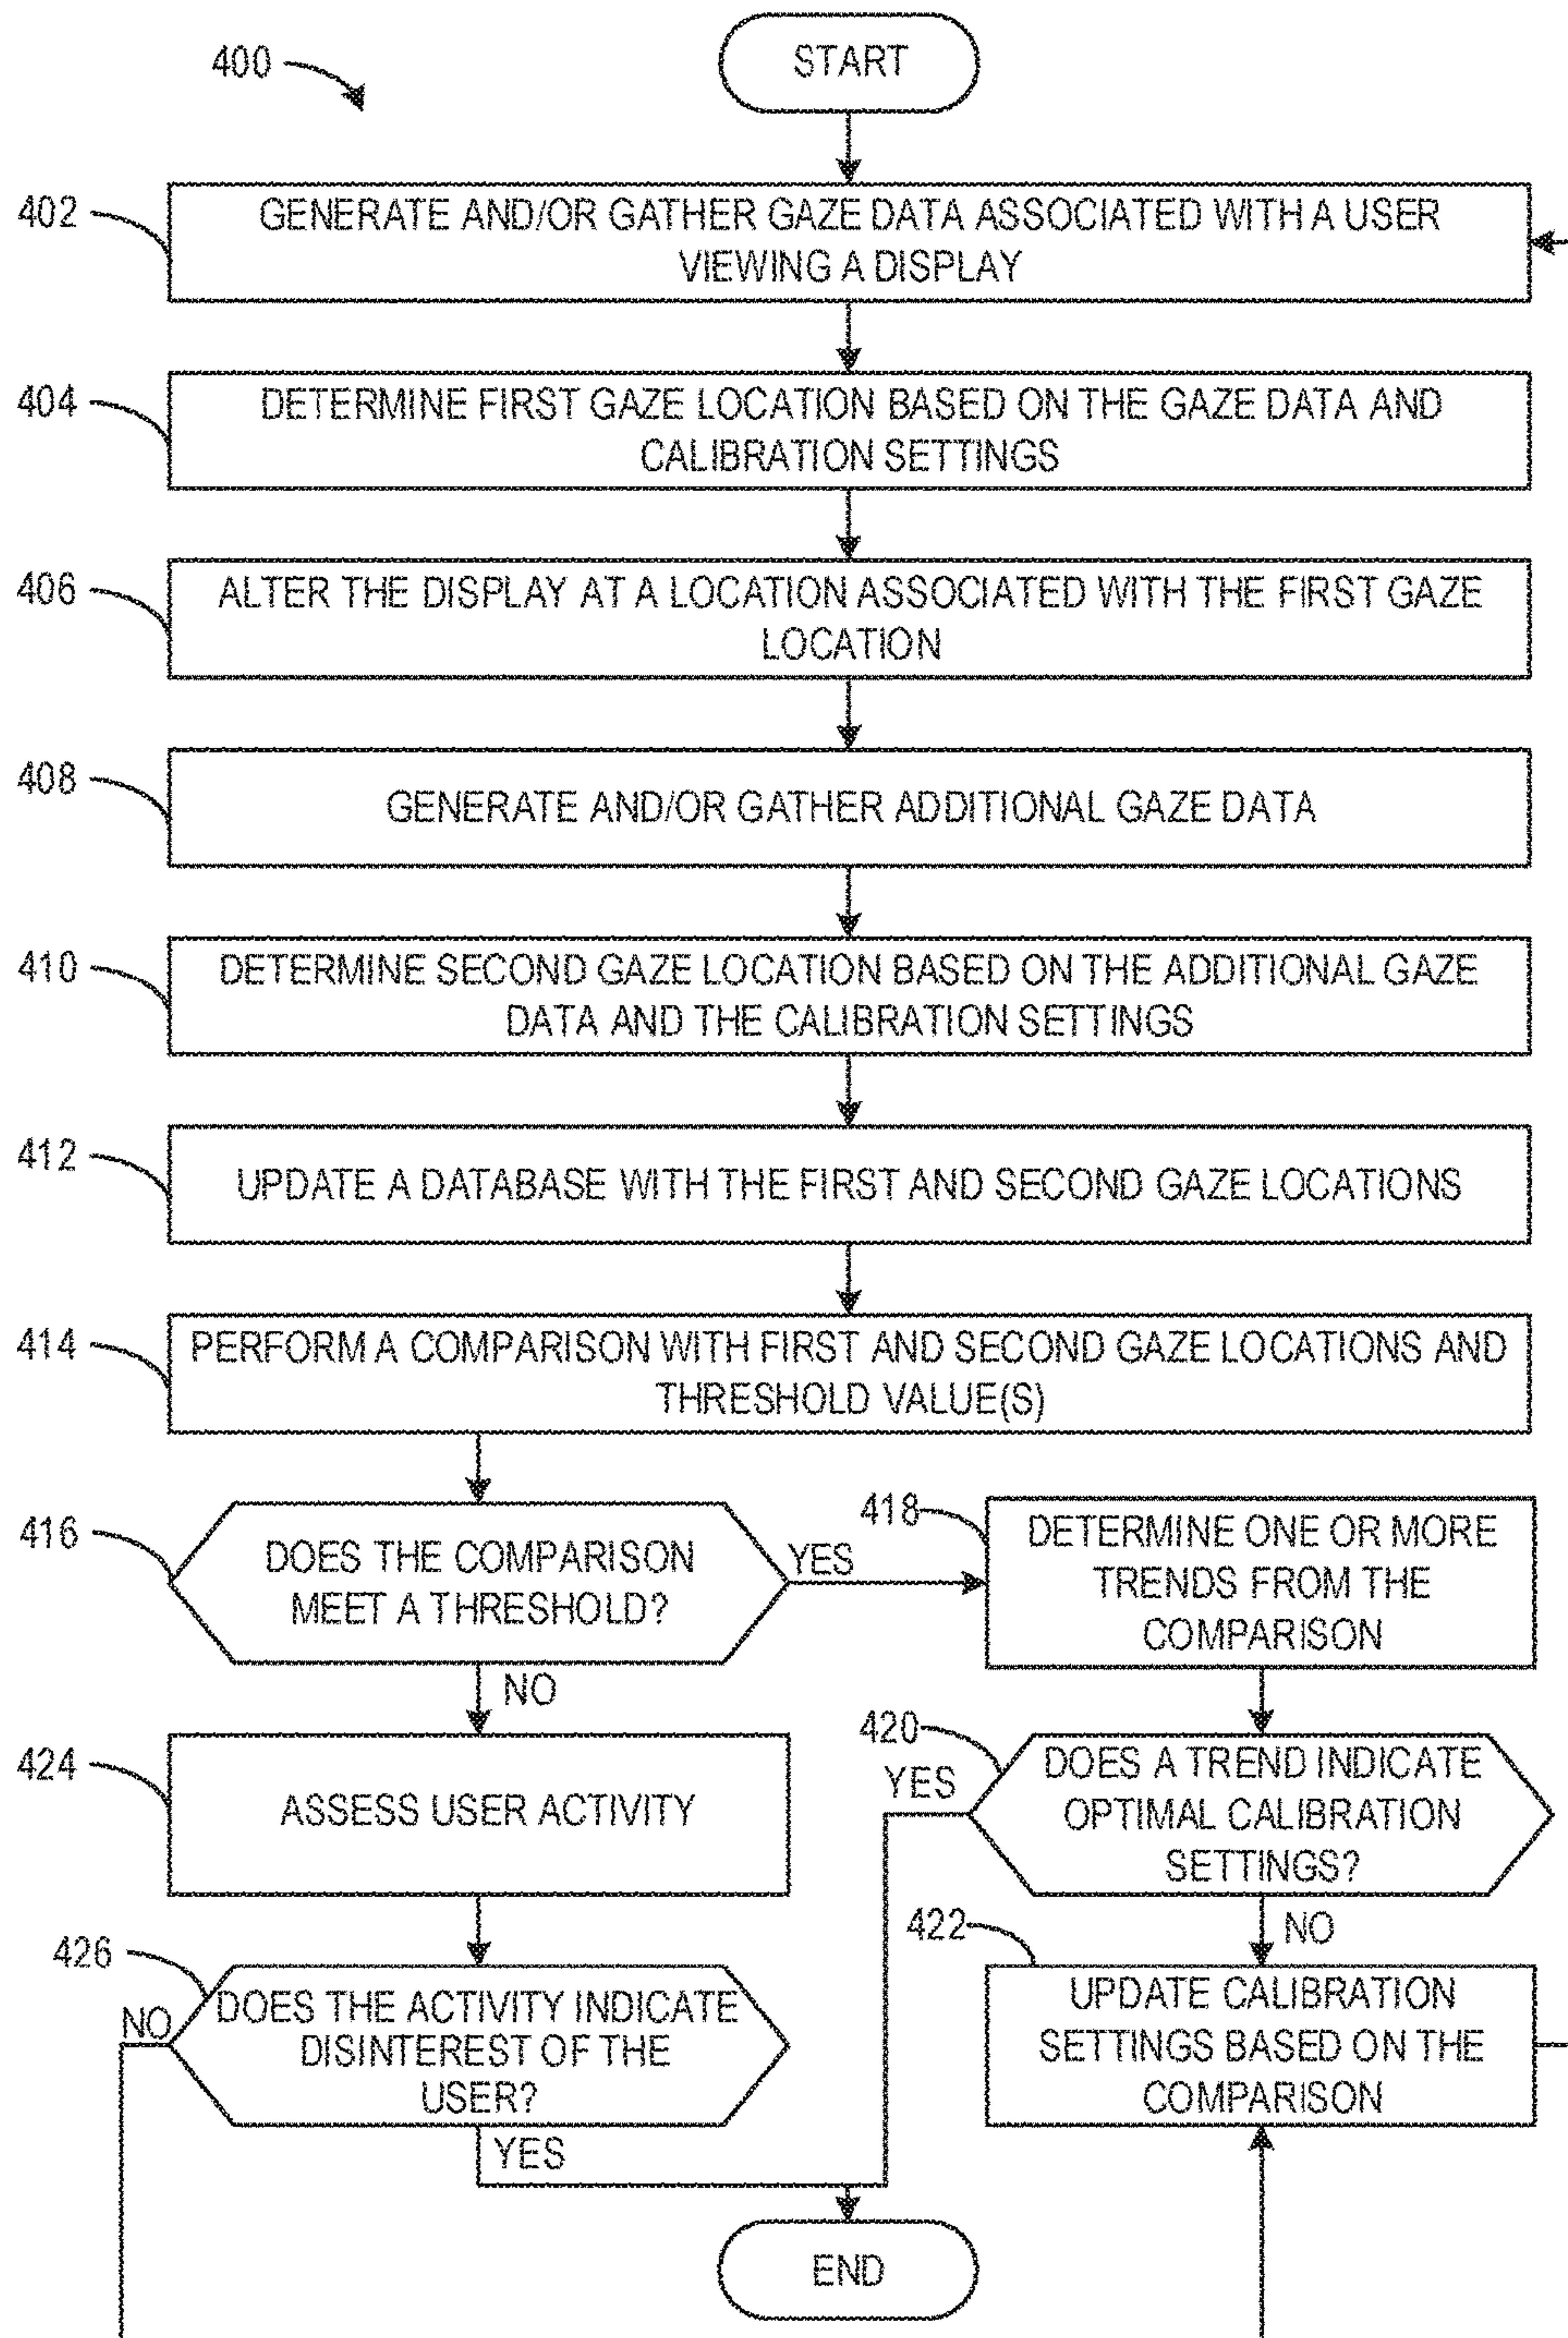 400
START
402
GENERATE AND/OR GATHER GAZE DATA ASSOCIATED WITH A USER
VIEWING A DISPLAY
404
DETERMINE FIRST GAZE LOCATION BASED ON THE GAZE DATA AND
CALIBRATION SETTINGS
406
ALTER THE DISPLAY AT A LOCATION ASSOCIATED WITH THE FIRST GAZE
LOCATION
408
GENERATE AND/OR GATHER ADDITIONAL GAZE DATA
410
DETERMINE SECOND GAZE LOCATION BASED ON THE ADDITIONAL GAZE
DATA AND THE CALIBRATION SETTINGS
412
UPDATE A DATABASE WITH THE FIRST AND SECOND GAZE LOCATIONS
414
PERFORM A COMPARISON WITH FIRST AND SECOND GAZE LOCATIONS AND
THRESHOLD VALUE(S)
416
DOES THE COMPARISON
MEET A THRESHOLD?
YES
NO
418
DETERMINE ONE OR MORE
TRENDS FROM THE
COMPARISON
424
ASSESS USER ACTIVITY
420
YES
DOES A TREND INDICATE
OPTIMAL CALIBRATION
SETTINGS?
NO
426
NO
DOES THE ACTIVITY INDICATE
DISINTEREST OF THE
USER?
YES
422
UPDATE CALIBRATION
SETTINGS BASED ON THE
COMPARISON
END